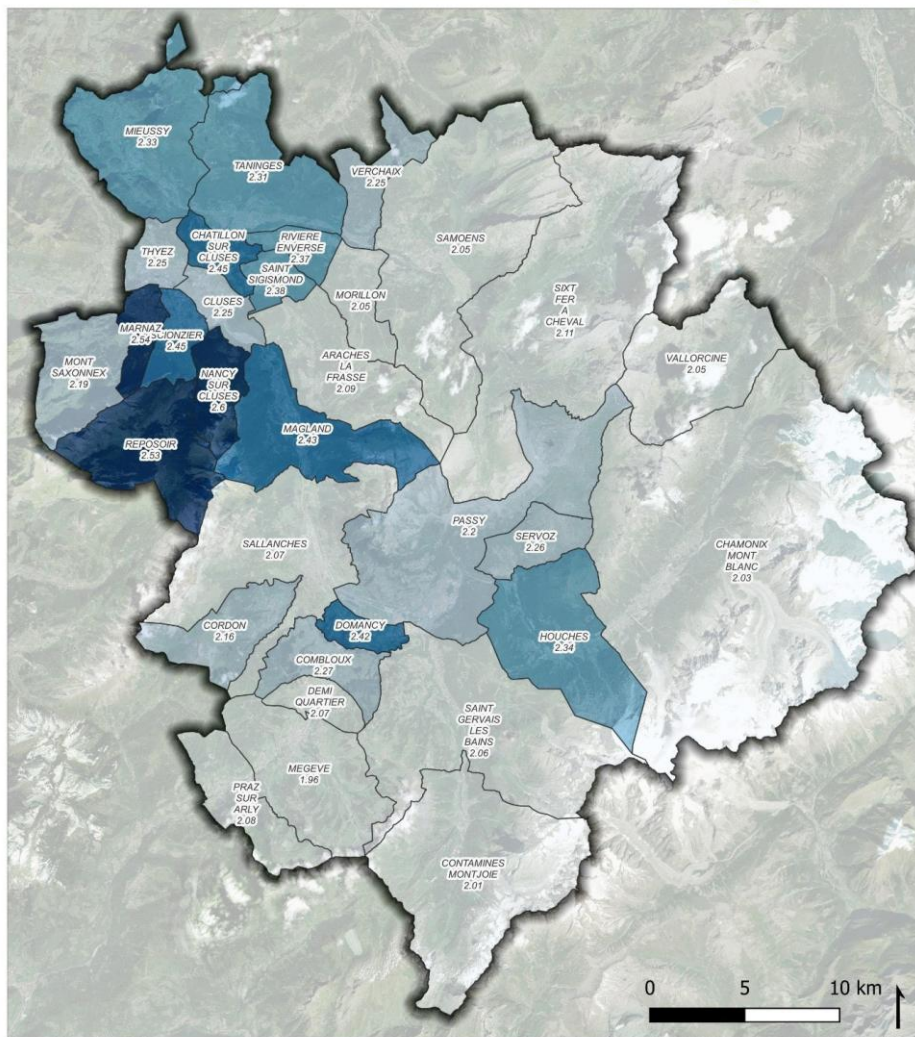 MIEUSSY
2.33
TANINGES
2.31
VERCHAIX
2.25
SAMOENS
2.05
CHATILLON
SUR
CLUSES
2.45
RIVIERE
ENVERSE
2.37
THYEZ
2.25
SAINT
SIGISMOND
2.38
SIXT
FER
A
CHEVAL
2.11
CLUSES
2.25
MORILLON
2.05
MARNAZ
2.54
SCIONZIER
2.45
ARACHES
LA
FRASSE
2.09
VALLORCINE
2.05
MONT
SAXONNEX
2.19
NANCY
SUR
CLUSES
2.6
MAGLAND
2.43
REPOSOIR
2.53
PASSY
2.2
SERVOZ
2.26
SALLANCHES
2.07
CHAMONIX
MONT
BLANC
2.03
CORDON
2.16
DOMANCY
2.42
HOUCHES
2.34
COMBLOUX
2.27
DEMI
QUARTIER
2.07
SAINT
GERVAIS
LES
BAINS
2.06
MEGEVE
1.96
PRAZ
SUR
ARLY
2.08
CONTAMINES
MONTJOIE
2.01
0 5 10 km